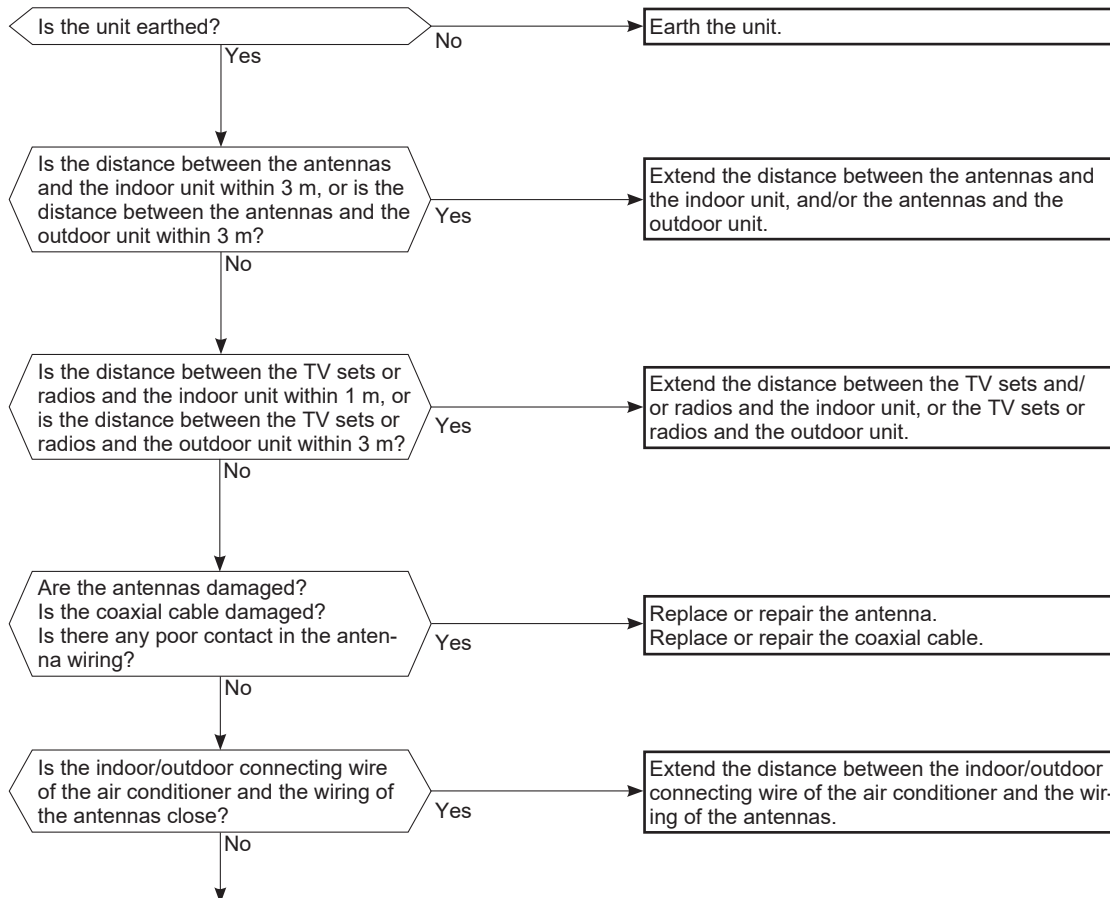 Is the unit earthed?
No
Earth the unit.
Yes
Is the distance between the antennas
and the indoor unit within 3 m, or is the
distance between the antennas and the
outdoor unit within 3 m?
Yes
Extend the distance between the antennas and
the indoor unit, and/or the antennas and the
outdoor unit.
No
Is the distance between the TV sets or
radios and the indoor unit within 1 m, or
is the distance between the TV sets or
radios and the outdoor unit within 3 m?
Yes
Extend the distance between the TV sets and/
or radios and the indoor unit, or the TV sets or
radios and the outdoor unit.
No
Are the antennas damaged?
Is the coaxial cable damaged?
Is there any poor contact in the anten-
na wiring?
Yes
Replace or repair the antenna.
Replace or repair the coaxial cable.
No
Is the indoor/outdoor connecting wire
of the air conditioner and the wiring of
the antennas close?
Yes
Extend the distance between the indoor/outdoor
connecting wire of the air conditioner and the wir-
ing of the antennas.
No